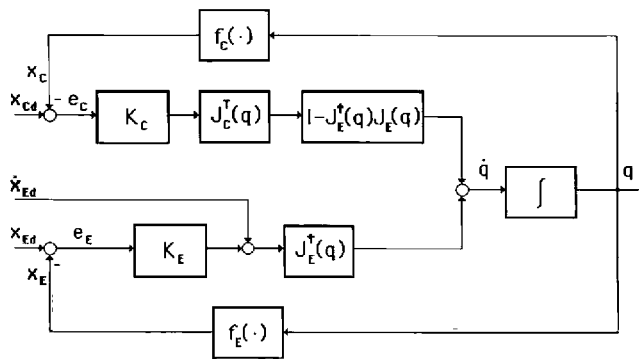 f_C(·)
x_C
x_Cd
- e_C
K_C
J_C^T(q)
I-J_E^†(q)J_E(q)
q̇
∫
q
ẋ_Ed
x_Ed
e_E
K_E
J_E^†(q)
x_E
-
f_E(·)